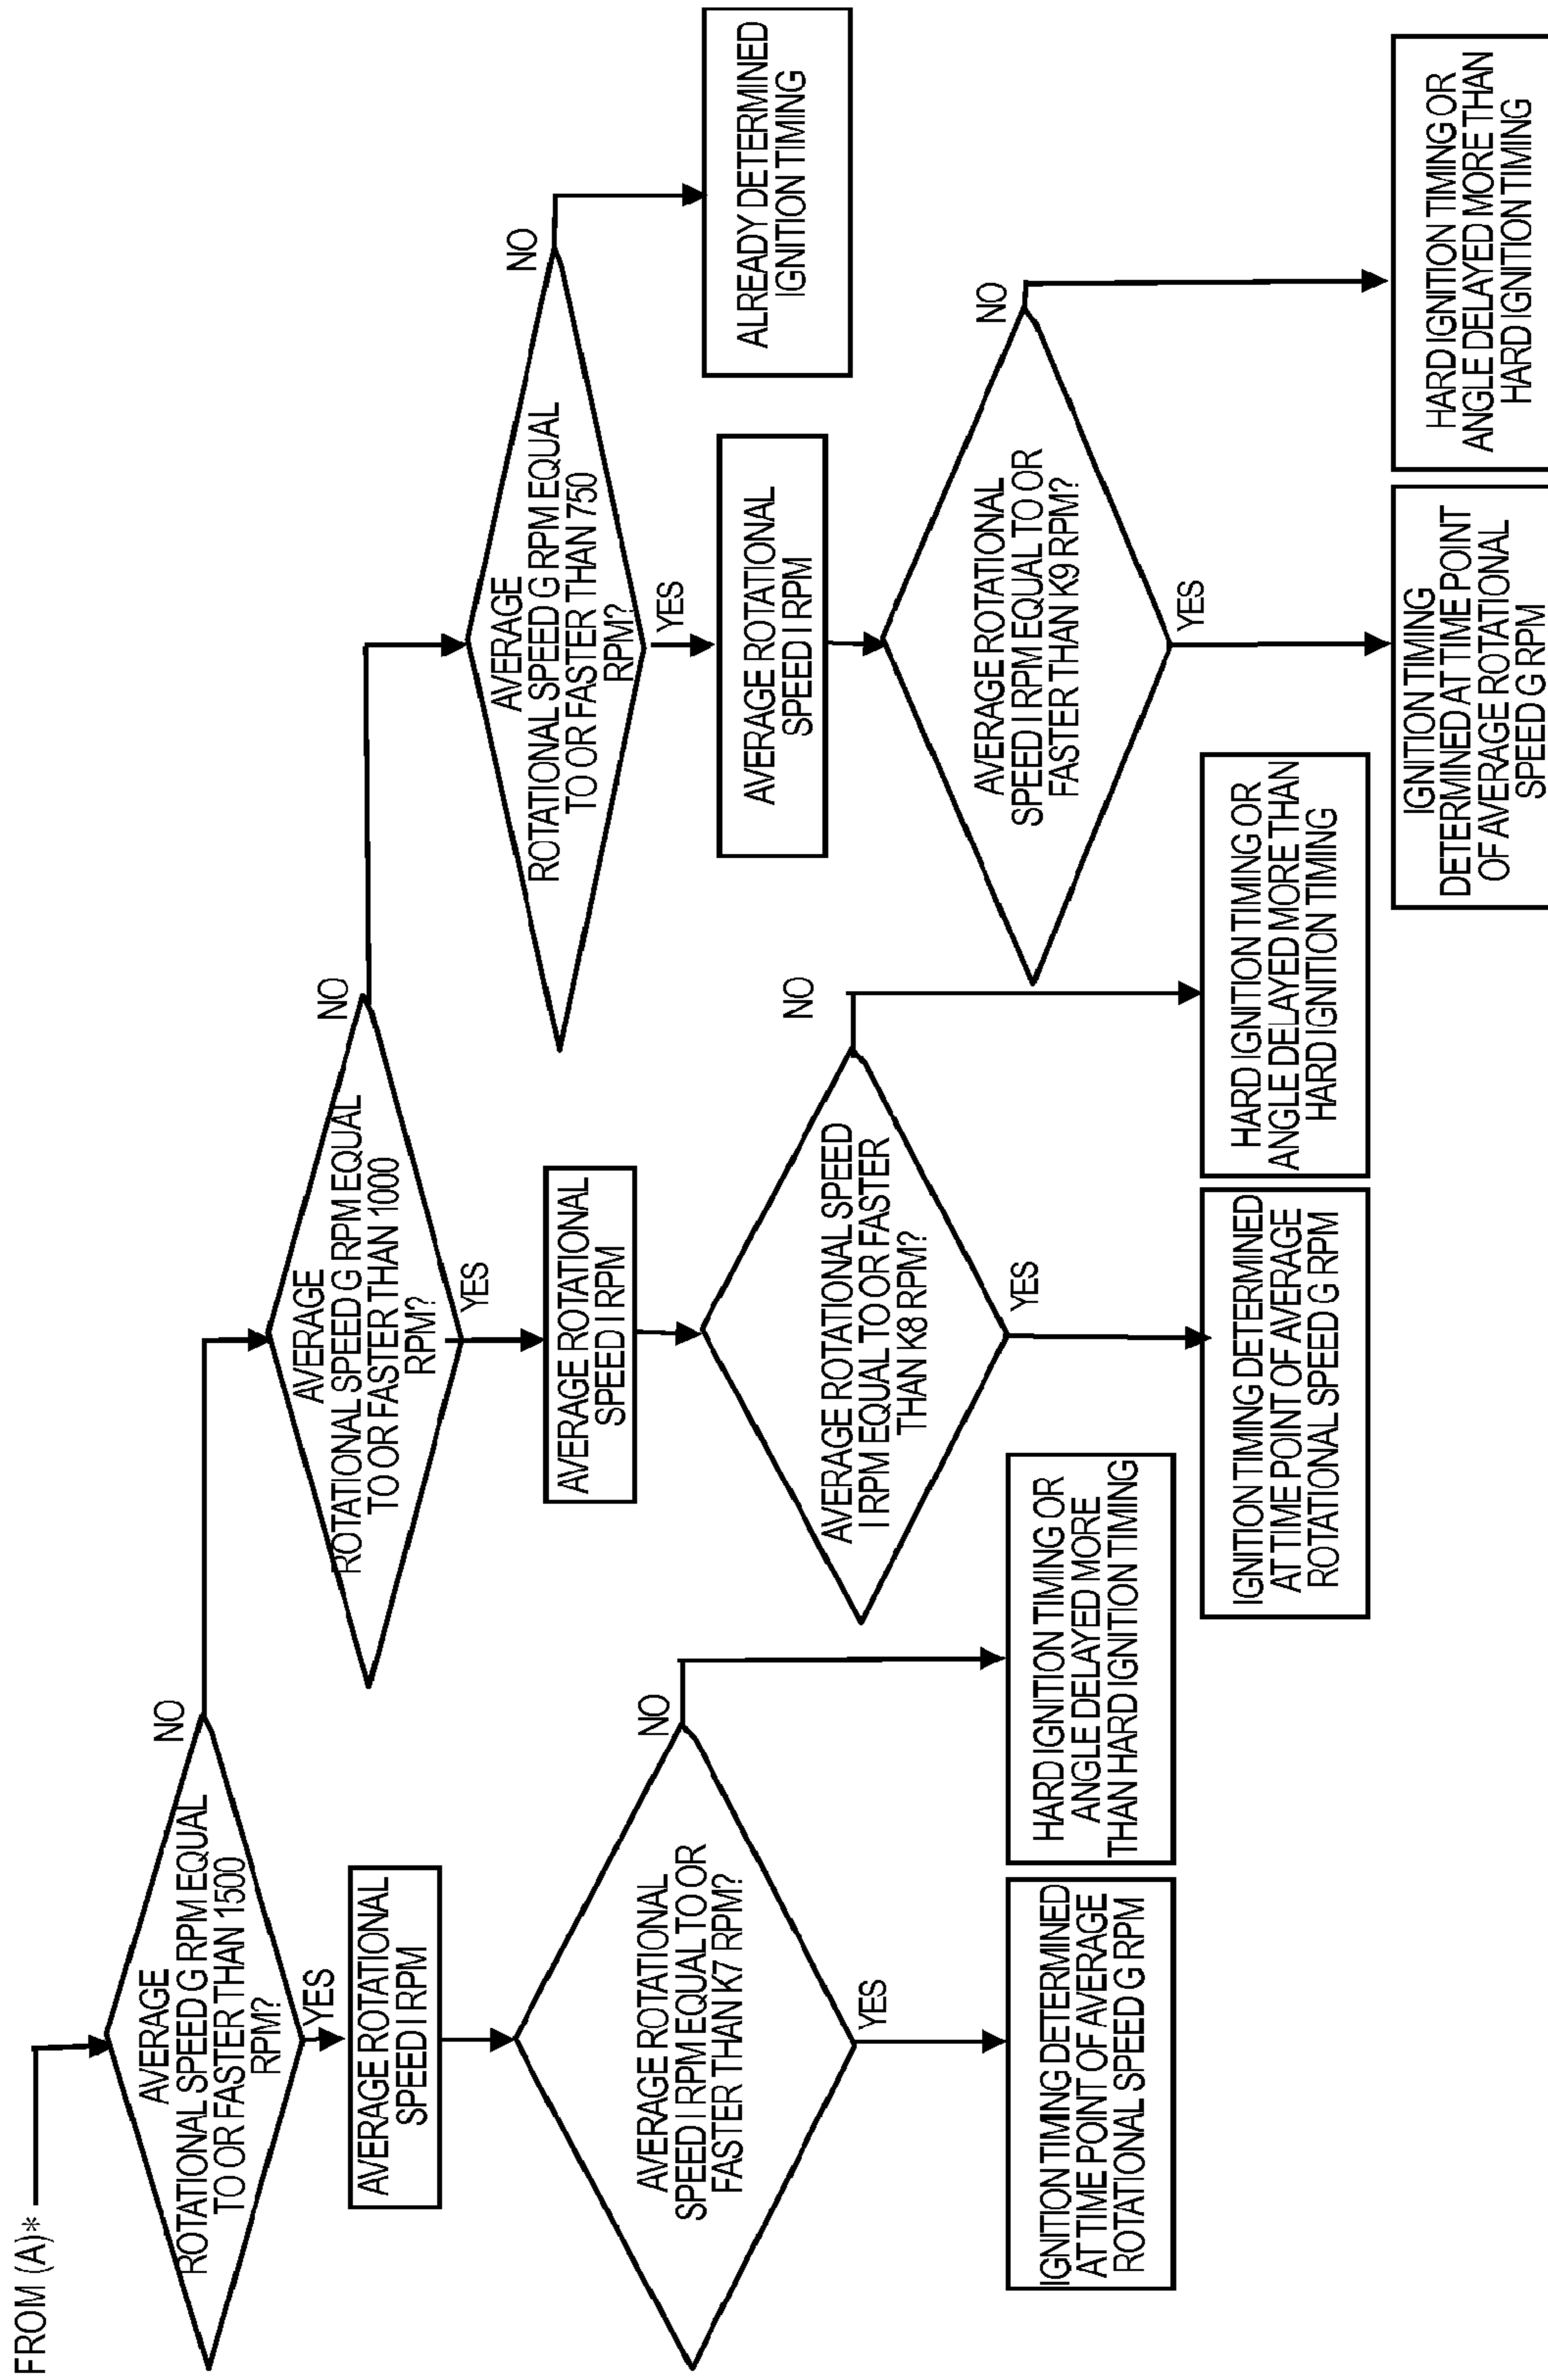 FROM (A)*
AVERAGE
ROTATIONAL SPEED G RPM EQUAL
TO OR FASTER THAN 1500
RPM?
NO
YES
AVERAGE ROTATIONAL
SPEED I RPM
AVERAGE ROTATIONAL
SPEED I RPM EQUAL TO OR
FASTER THAN K7 RPM?
NO
YES
IGNITION TIMING DETERMINED
AT TIME POINT OF AVERAGE
ROTATIONAL SPEED G RPM
HARD IGNITION TIMING OR
ANGLE DELAYED MORE
THAN HARD IGNITION TIMING
AVERAGE
ROTATIONAL SPEED G RPM EQUAL
TO OR FASTER THAN 1000
RPM?
NO
YES
AVERAGE ROTATIONAL
SPEED I RPM
AVERAGE ROTATIONAL SPEED
I RPM EQUAL TO OR FASTER
THAN K8 RPM?
NO
YES
IGNITION TIMING DETERMINED
AT TIME POINT OF AVERAGE
ROTATIONAL SPEED G RPM
HARD IGNITION TIMING OR
ANGLE DELAYED MORE THAN
HARD IGNITION TIMING
AVERAGE
ROTATIONAL SPEED G RPM EQUAL
TO OR FASTER THAN 750
RPM?
NO
YES
ALREADY DETERMINED
IGNITION TIMING
AVERAGE ROTATIONAL
SPEED I RPM
AVERAGE ROTATIONAL
SPEED I RPM EQUAL TO OR
FASTER THAN K9 RPM?
NO
YES
IGNITION TIMING
DETERMINED AT TIME POINT
OF AVERAGE ROTATIONAL
SPEED G RPM
HARD IGNITION TIMING OR
ANGLE DELAYED MORE THAN
HARD IGNITION TIMING